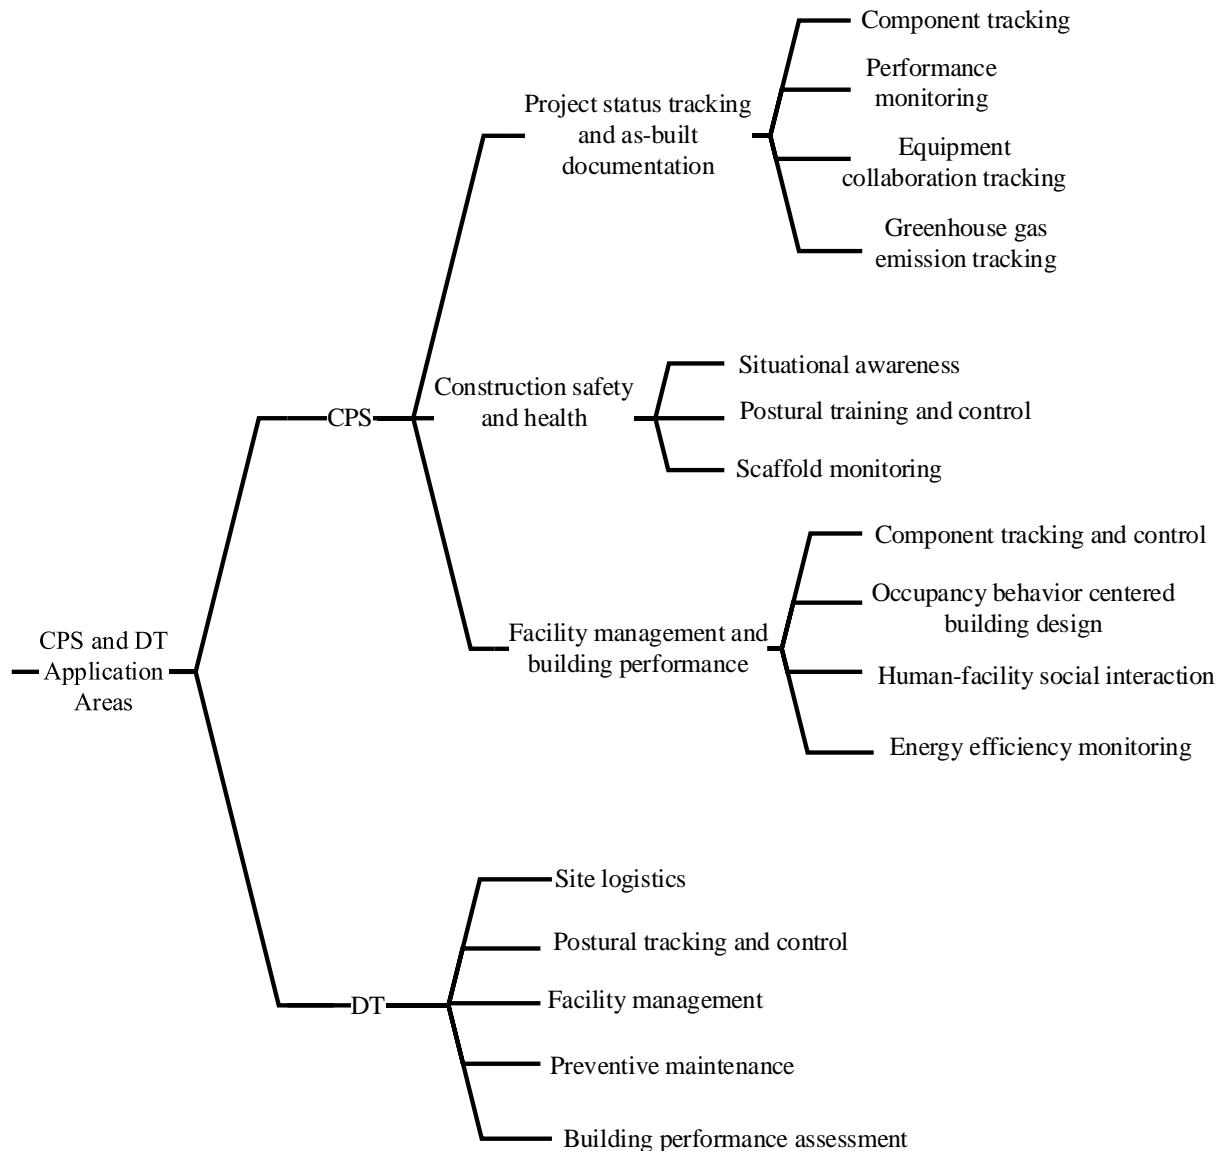 Component tracking
Performance
monitoring
Project status tracking
and as-built
documentation
Equipment
collaboration tracking
Greenhouse gas
emission tracking
Situational awareness
Construction safety
and health
CPS
Postural training and control
Scaffold monitoring
Component tracking and control
Occupancy behavior centered
building design
Facility management and
building performance
Human-facility social interaction
Energy efficiency monitoring
CPS and DT
Application
Areas
Site logistics
Postural tracking and control
DT
Facility management
Preventive maintenance
Building performance assessment